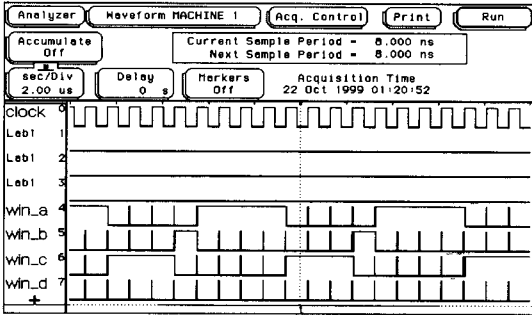 Analyzer Waveform MACHINE 1 Acq. Control Print Run
Accumulate Off
Current Sample Period = 8.000 ns
Next Sample Period = 8.000 ns
sec/Div 2.00 us
Delay 0 s
Markers Off
Acquisition Time
22 Oct 1999 01:20:52
clock 0
Lab1 1
Lab1 2
Lab1 3
win_a 4
win_b 5
win_c 6
win_d 7